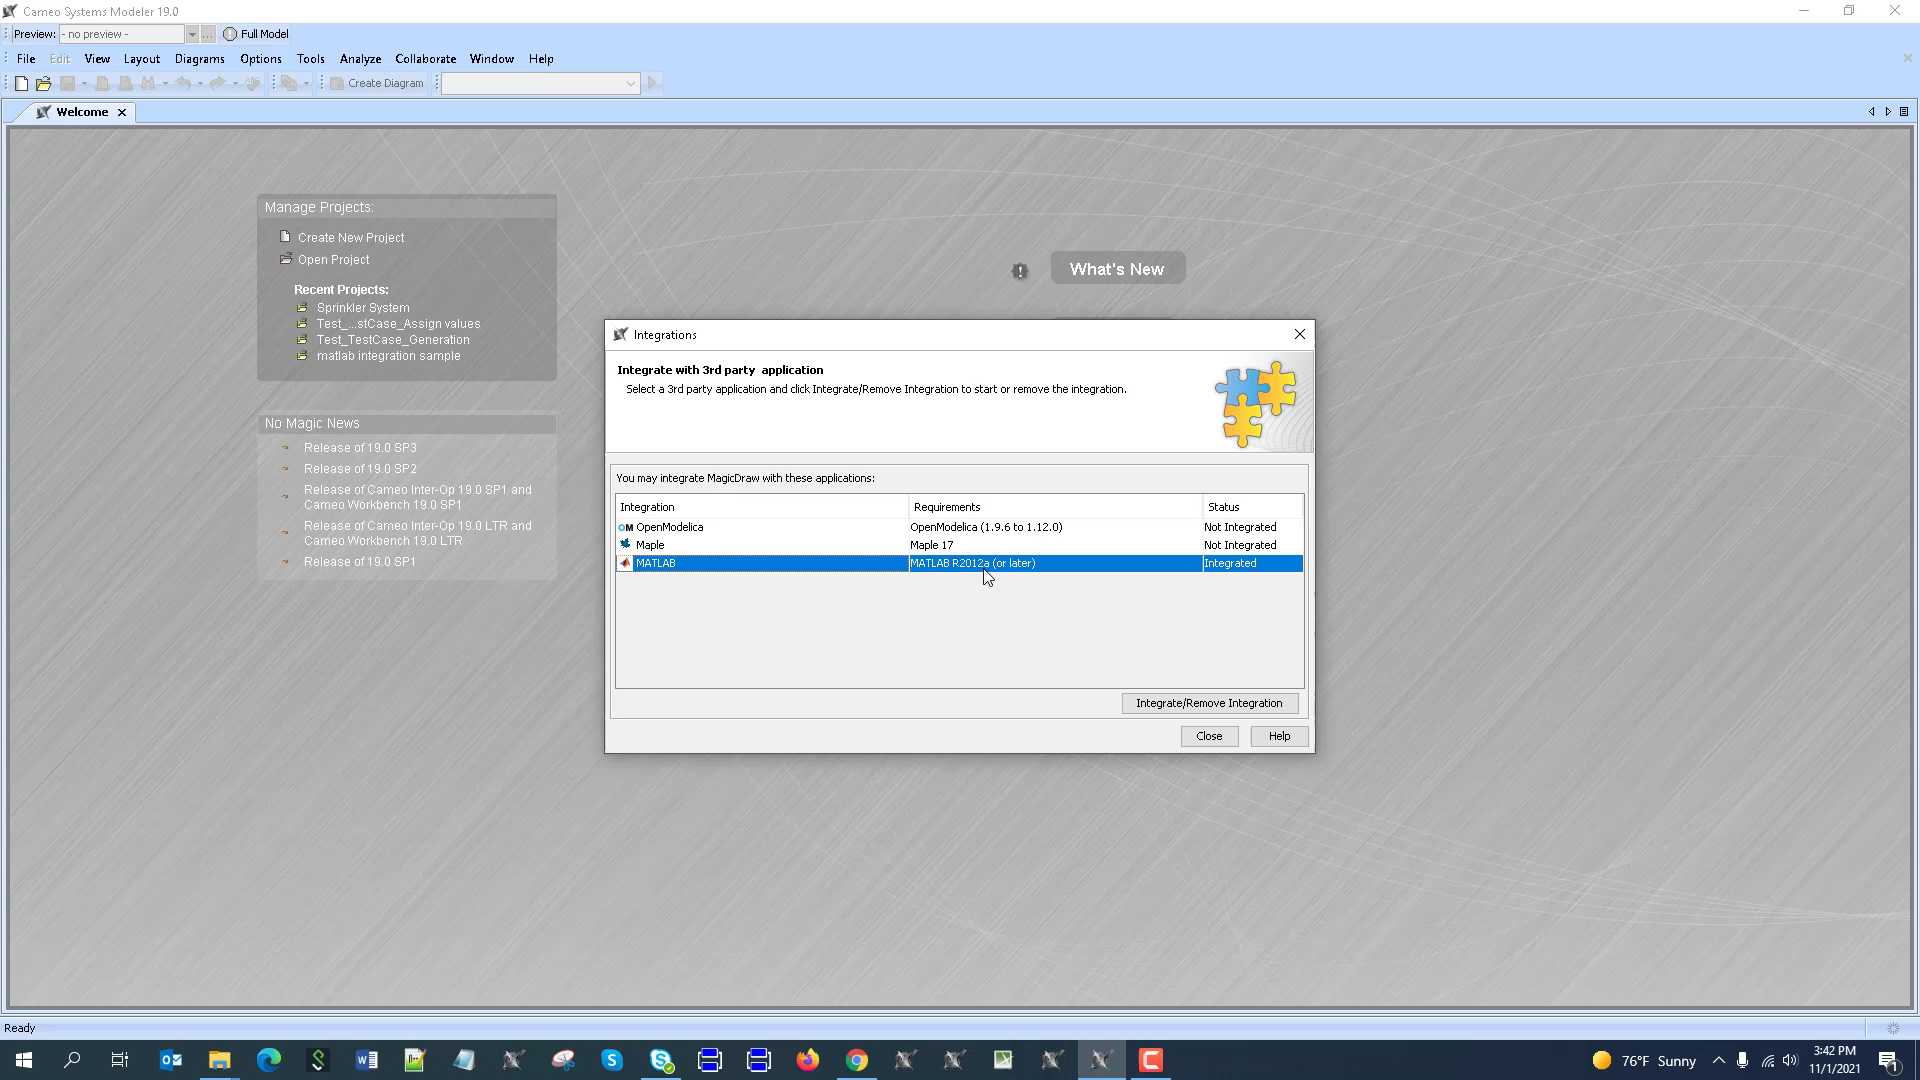 Cameo Systems Modeler 19.0
Preview: - no preview - ... Full Model
File Edit View Layout Diagrams Options Tools Analyze Collaborate Window Help
Create Diagram
Welcome
Manage Projects:
Create New Project
Open Project
Recent Projects:
Sprinkler System
Test_...stCase_Assign values
Test_TestCase_Generation
matlab integration sample
No Magic News
Release of 19.0 SP3
Release of 19.0 SP2
Release of Cameo Inter-Op 19.0 SP1 and
Cameo Workbench 19.0 SP1
Release of Cameo Inter-Op 19.0 LTR and
Cameo Workbench 19.0 LTR
Release of 19.0 SP1
What's New
Integrations
Integrate with 3rd party application
Select a 3rd party application and click Integrate/Remove Integration to start or remove the integration.
You may integrate MagicDraw with these applications:
Integration Requirements Status
OM OpenModelica OpenModelica (1.9.6 to 1.12.0) Not Integrated
Maple Maple 17 Not Integrated
MATLAB MATLAB R2012a (or later) Integrated
Integrate/Remove Integration
Close Help
Ready
76°F Sunny
3:42 PM
11/1/2021
1